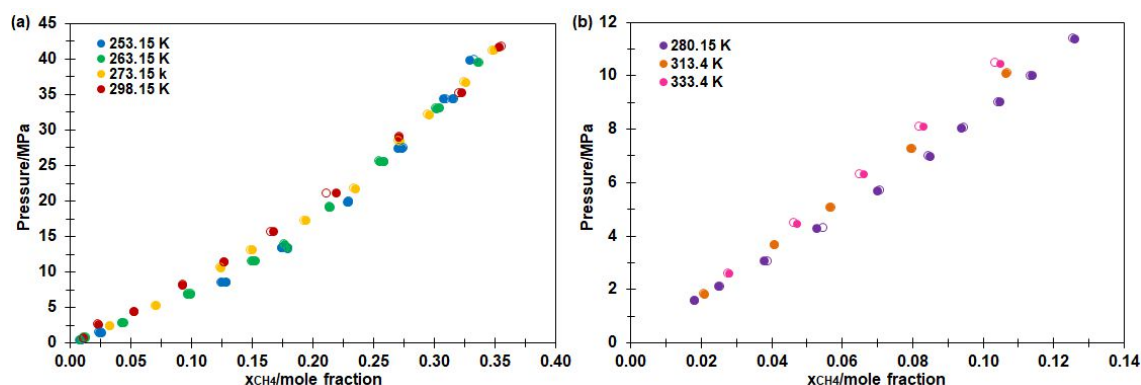 (a)
253.15 K
263.15 K
273.15 k
298.15 K
Pressure/MPa
45
40
35
30
25
20
15
10
5
0
0.00 0.05 0.10 0.15 0.20 0.25 0.30 0.35 0.40
xCH4/mole fraction
(b)
280.15 K
313.4 K
333.4 K
Pressure/MPa
12
10
8
6
4
2
0
0.00 0.02 0.04 0.06 0.08 0.10 0.12 0.14
xCH4/mole fraction